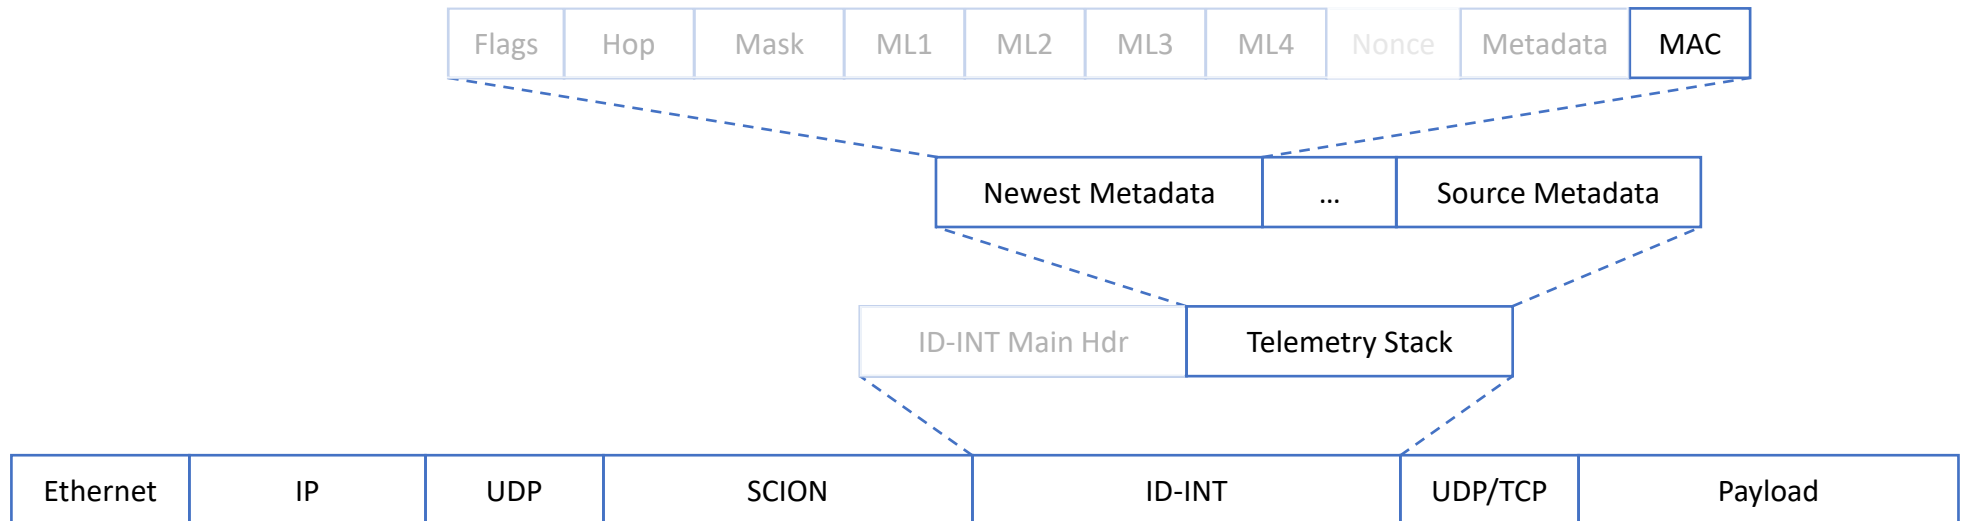 Flags Hop Mask ML1 ML2 ML3 ML4 Nonce Metadata MAC
Newest Metadata ... Source Metadata
ID-INT Main Hdr Telemetry Stack
Ethernet IP UDP SCION ID-INT UDP/TCP Payload